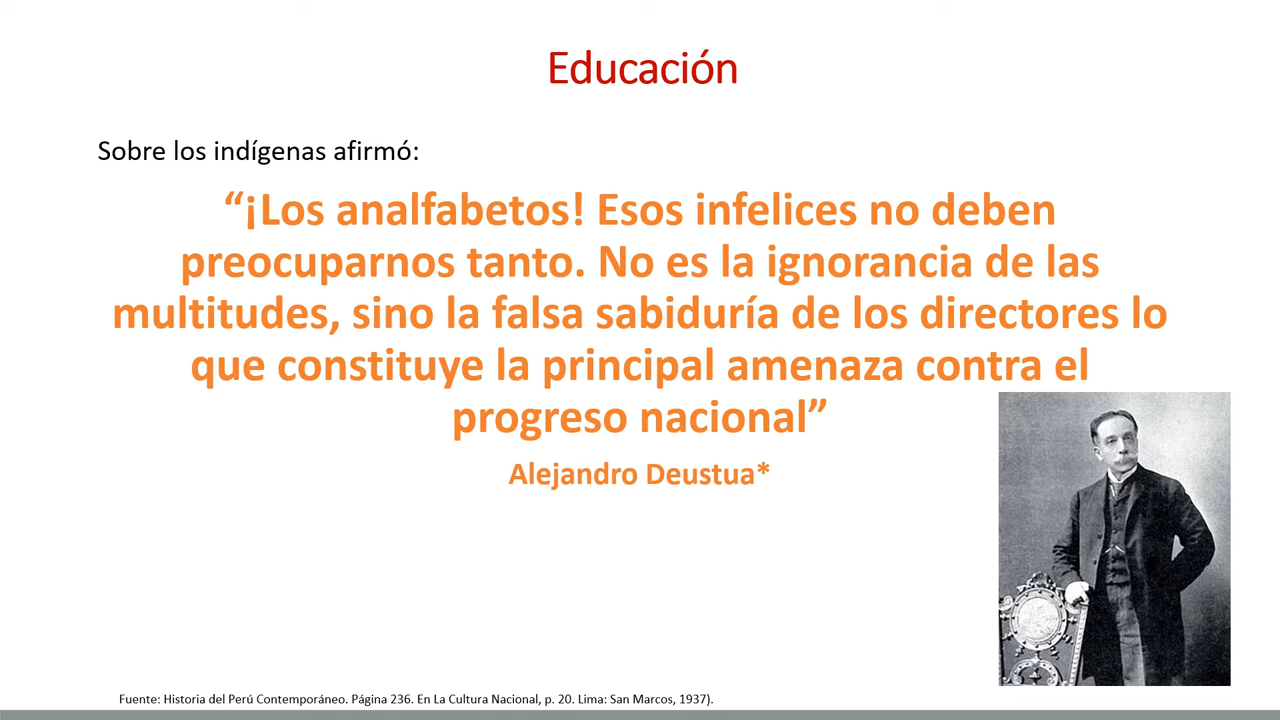 Educación
Sobre los indígenas afirmó:
“¡Los analfabetos! Esos infelices no deben
preocuparnos tanto. No es la ignorancia de las
multitudes, sino la falsa sabiduría de los directores lo
que constituye la principal amenaza contra el
progreso nacional”
Alejandro Deustua*
Fuente: Historia del Perú Contemporáneo. Página 236. En La Cultura Nacional, p. 20. Lima: San Marcos, 1937).